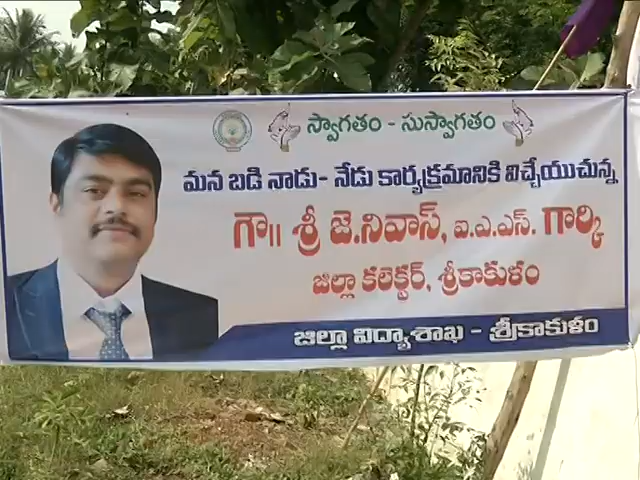 స్వాగతం - సుస్వాగతం
మన బడి నాడు- నేడు కార్యక్రమానికి విచ్చేయుచున్న
గౌ॥ శ్రీ జె.నివాస్, ఐ.ఎ.ఎస్. గార్కి
జిల్లా కలెక్టర్, శ్రీకాకుళం
జిల్లా విద్యాశాఖ - శ్రీకాకుళం